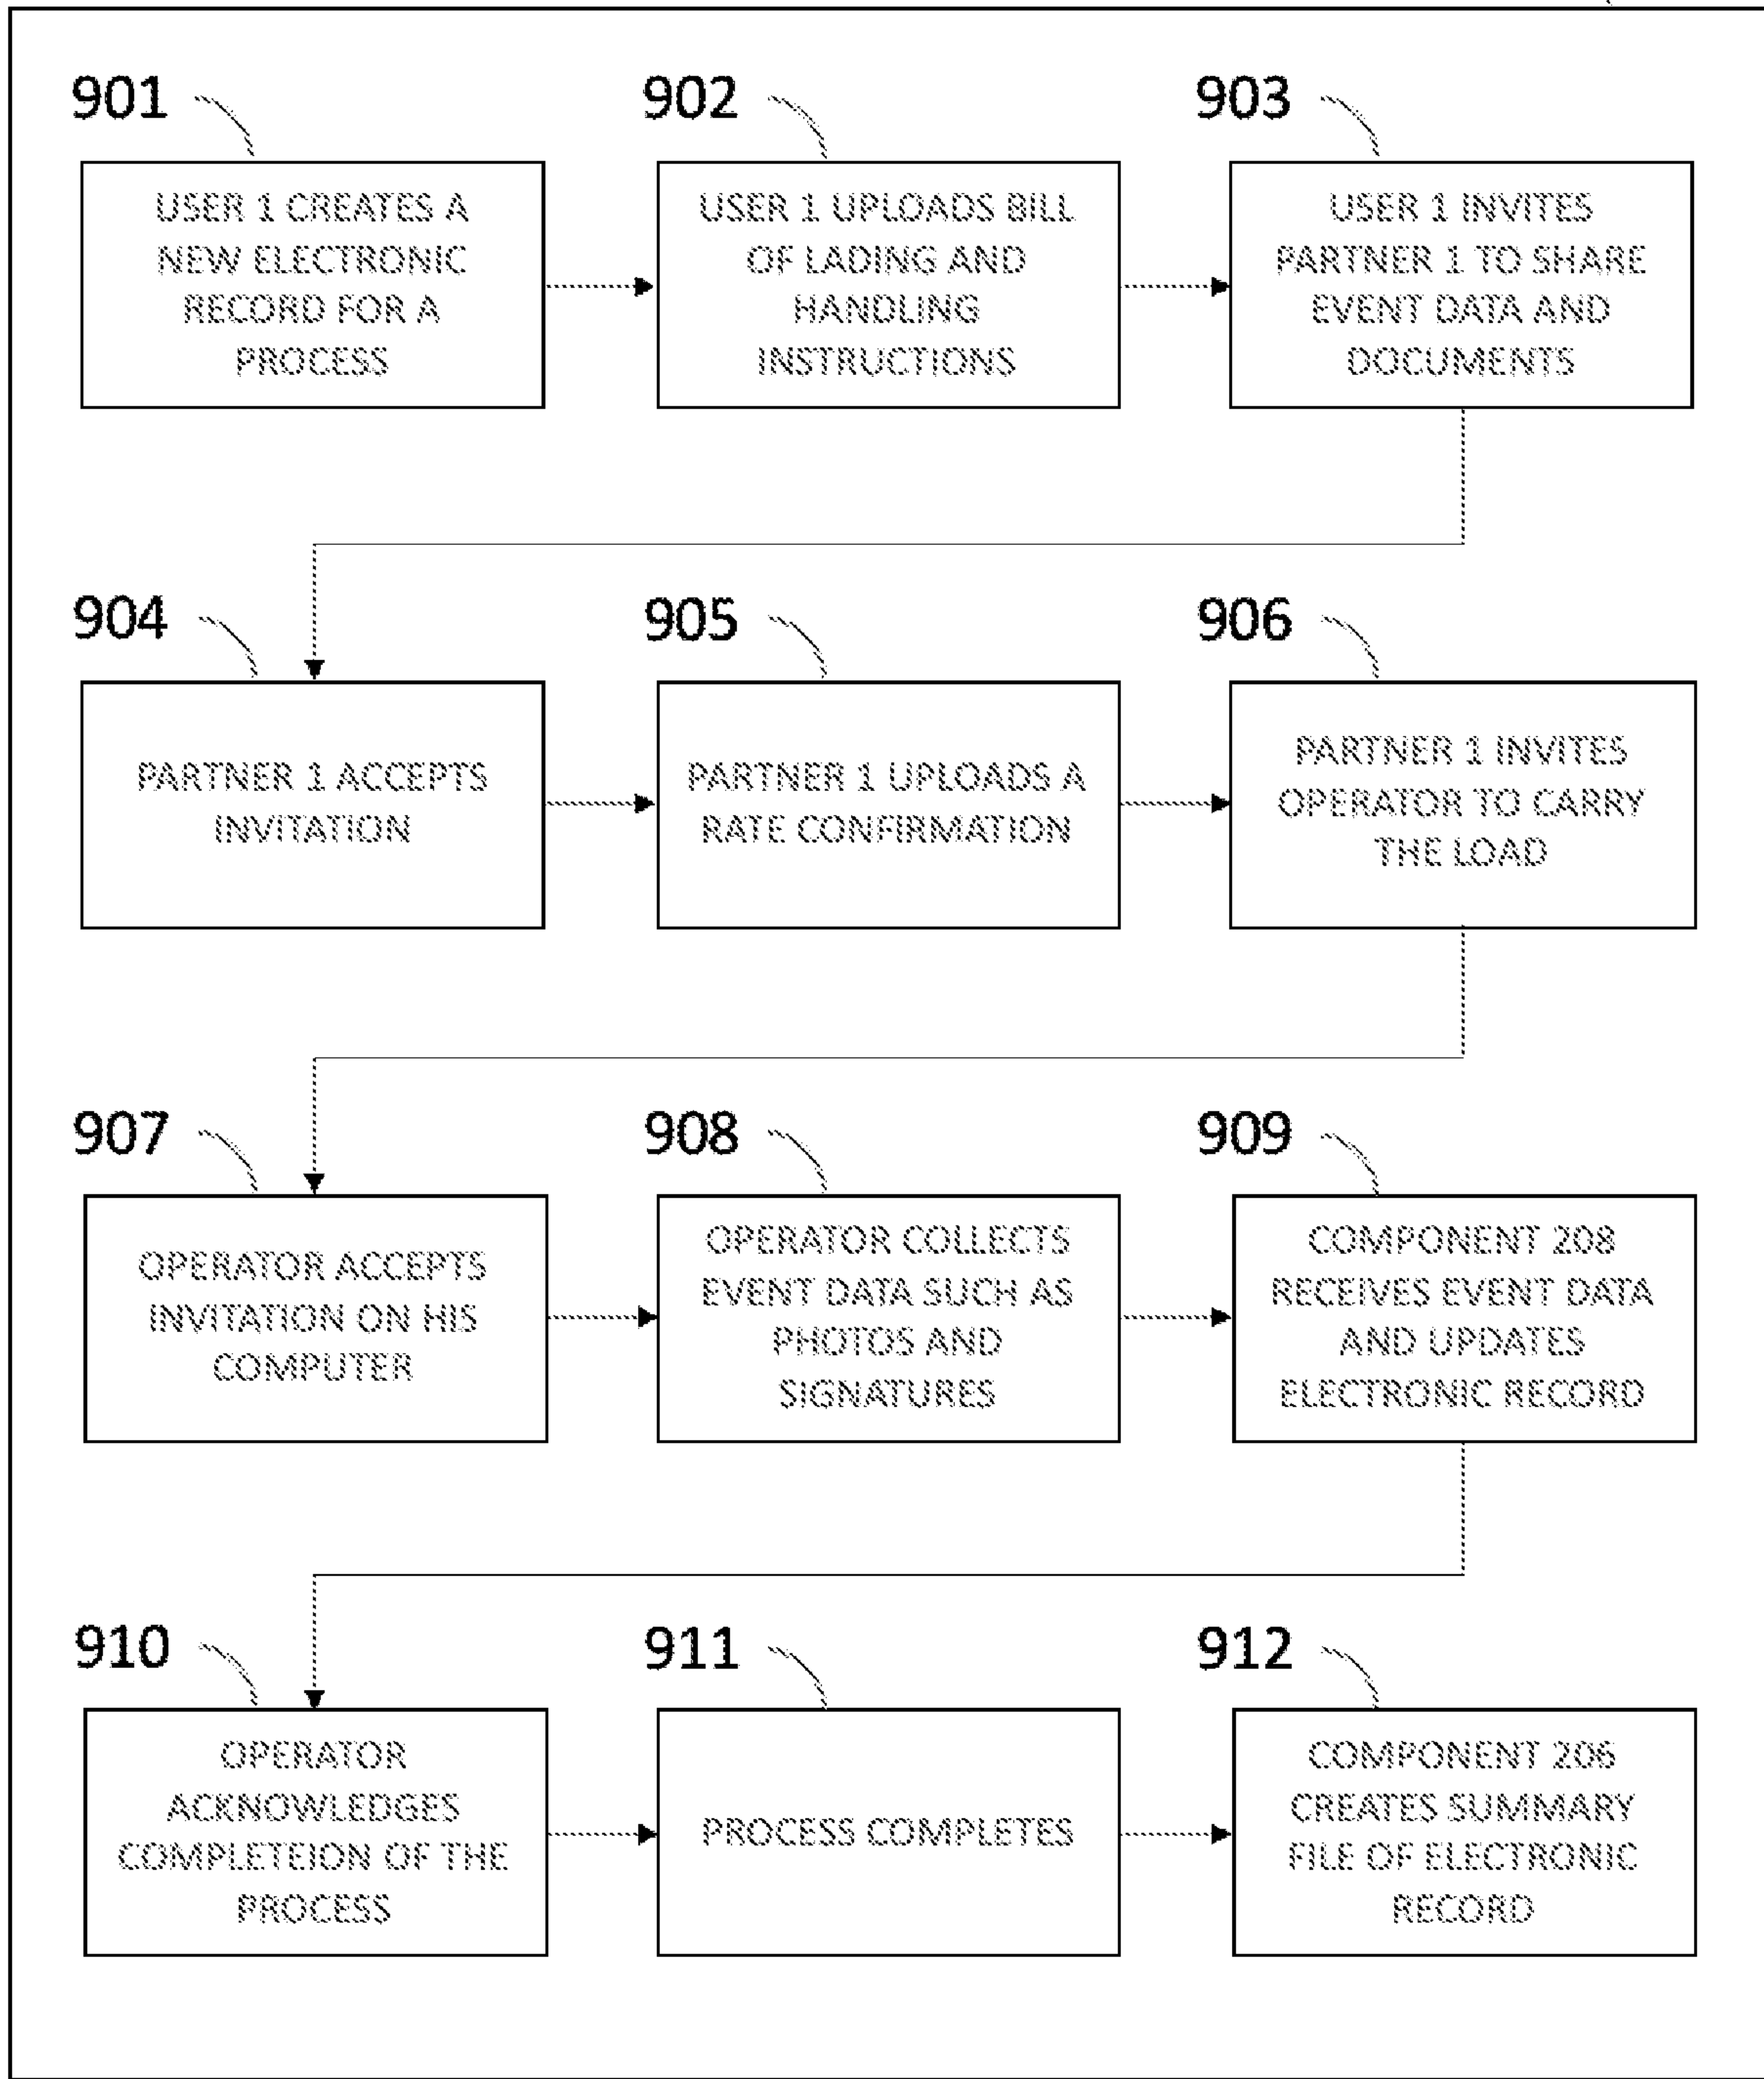 901
USER 1 CREATES A
NEW ELECTRONIC
RECORD FOR A
PROCESS
902
USER 1 UPLOADS BILL
OF LADING AND
HANDLING
INSTRUCTIONS
903
USER 1 INVITES
PARTNER 1 TO SHARE
EVENT DATA AND
DOCUMENTS
904
PARTNER 1 ACCEPTS
INVITATION
905
PARTNER 1 UPLOADS A
RATE CONFIRMATION
906
PARTNER 1 INVITES
OPERATOR TO CARRY
THE LOAD
907
OPERATOR ACCEPTS
INVITATION ON HIS
COMPUTER
908
OPERATOR COLLECTS
EVENT DATA SUCH AS
PHOTOS AND
SIGNATURES
909
COMPONENT 208
RECEIVES EVENT DATA
AND UPDATES
ELECTRONIC RECORD
910
OPERATOR
ACKNOWLEDGES
COMPLETEION OF THE
PROCESS
911
PROCESS COMPLETES
912
COMPONENT 206
CREATES SUMMARY
FILE OF ELECTRONIC
RECORD